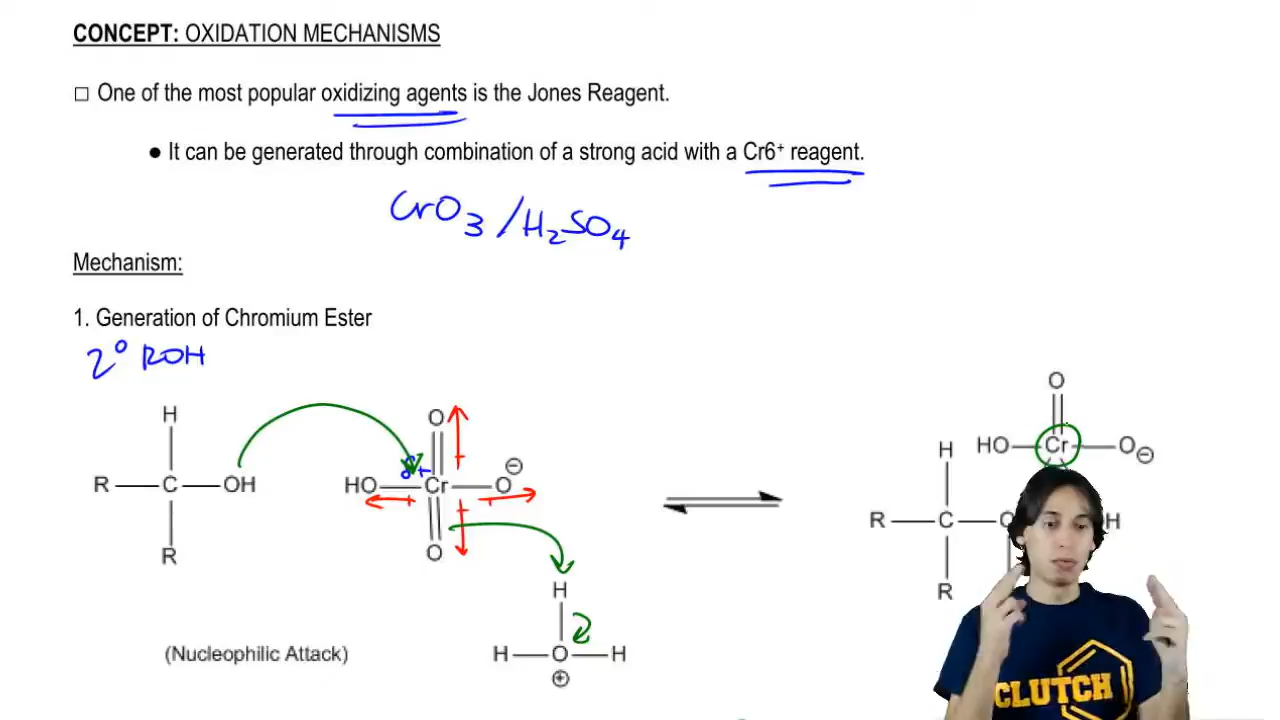 CONCEPT: OXIDATION MECHANISMS
□ One of the most popular oxidizing agents is the Jones Reagent.
● It can be generated through combination of a strong acid with a Cr6⁺ reagent.
CrO₃/H₂SO₄
Mechanism:
1. Generation of Chromium Ester
2° ROH
H
R C OH
R
O
δ+
HO Cr O ⊖
O
H
H O H
⊕
(Nucleophilic Attack)
O
HO Cr O ⊖
H
R C O H
R
CLUTCH